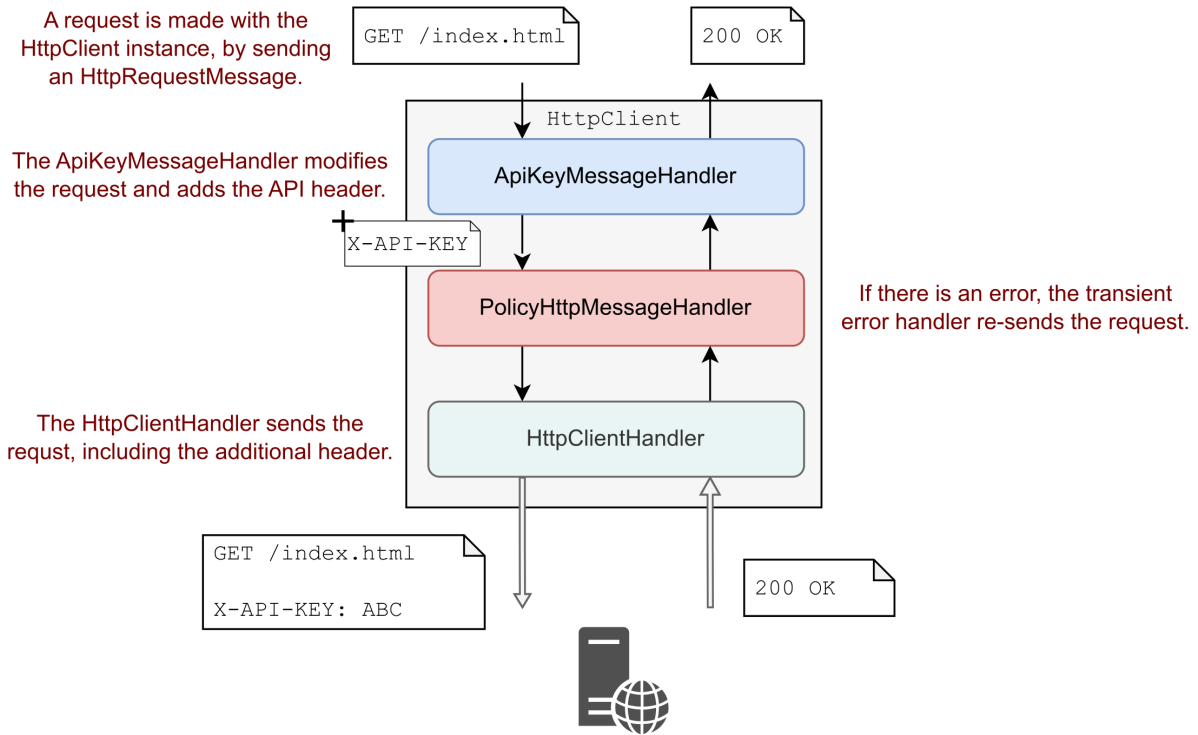 A request is made with the
HttpClient instance, by sending
an HttpRequestMessage.
GET /index.html
200 OK
HttpClient
The ApiKeyMessageHandler modifies
the request and adds the API header.
ApiKeyMessageHandler
X-API-KEY
PolicyHttpMessageHandler
If there is an error, the transient
error handler re-sends the request.
The HttpClientHandler sends the
requst, including the additional header.
HttpClientHandler
GET /index.html
X-API-KEY: ABC
200 OK